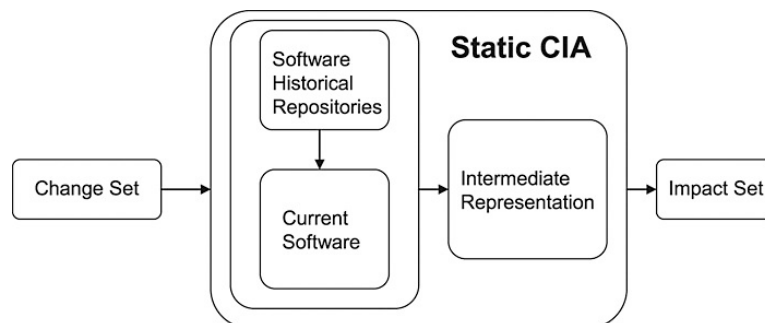 Static CIA
Software
Historical
Repositories
Change Set
Current
Software
Intermediate
Representation
Impact Set